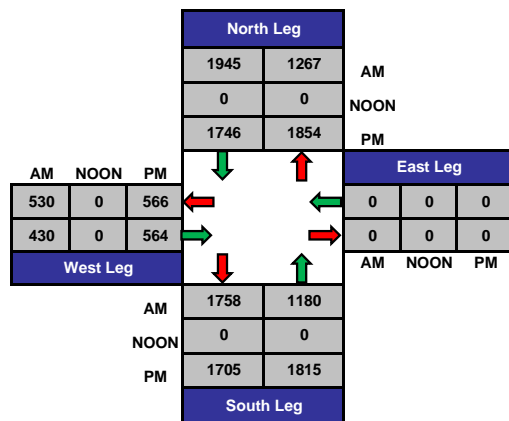 North Leg
1945 1267 AM
0 0 NOON
1746 1854 PM
East Leg
AM NOON PM
530 0 566 0 0 0
430 0 564 0 0 0
West Leg AM NOON PM
AM 1758 1180
NOON 0 0
PM 1705 1815
South Leg